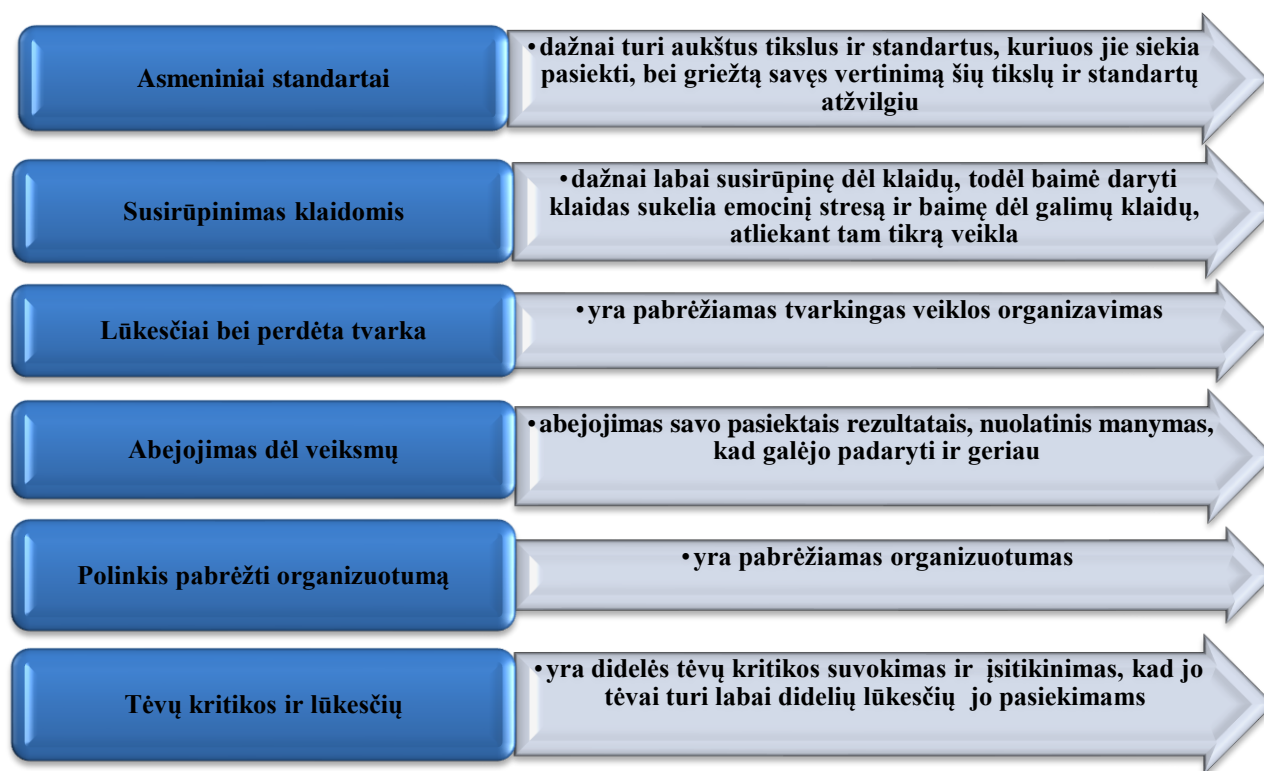 Asmeniniai standartai
•dažnai turi aukštus tikslus ir standartus, kuriuos jie siekia
pasiekti, bei griežtą savęs vertinimą šių tikslų ir standartų
atžvilgiu
Susirūpinimas klaidomis
•dažnai labai susirūpinę dėl klaidų, todėl baimė daryti
klaidas sukelia emocinį stresą ir baimę dėl galimų klaidų,
atliekant tam tikrą veikla
Lūkesčiai bei perdėta tvarka
•yra pabrėžiamas tvarkingas veiklos organizavimas
Abejojimas dėl veiksmų
•abejojimas savo pasiektais rezultatais, nuolatinis manymas,
kad galėjo padaryti ir geriau
Polinkis pabrėžti organizuotumą
•yra pabrėžiamas organizuotumas
Tėvų kritikos ir lūkesčių
•yra didelės tėvų kritikos suvokimas ir įsitikinimas, kad jo
tėvai turi labai didelių lūkesčių jo pasiekimams